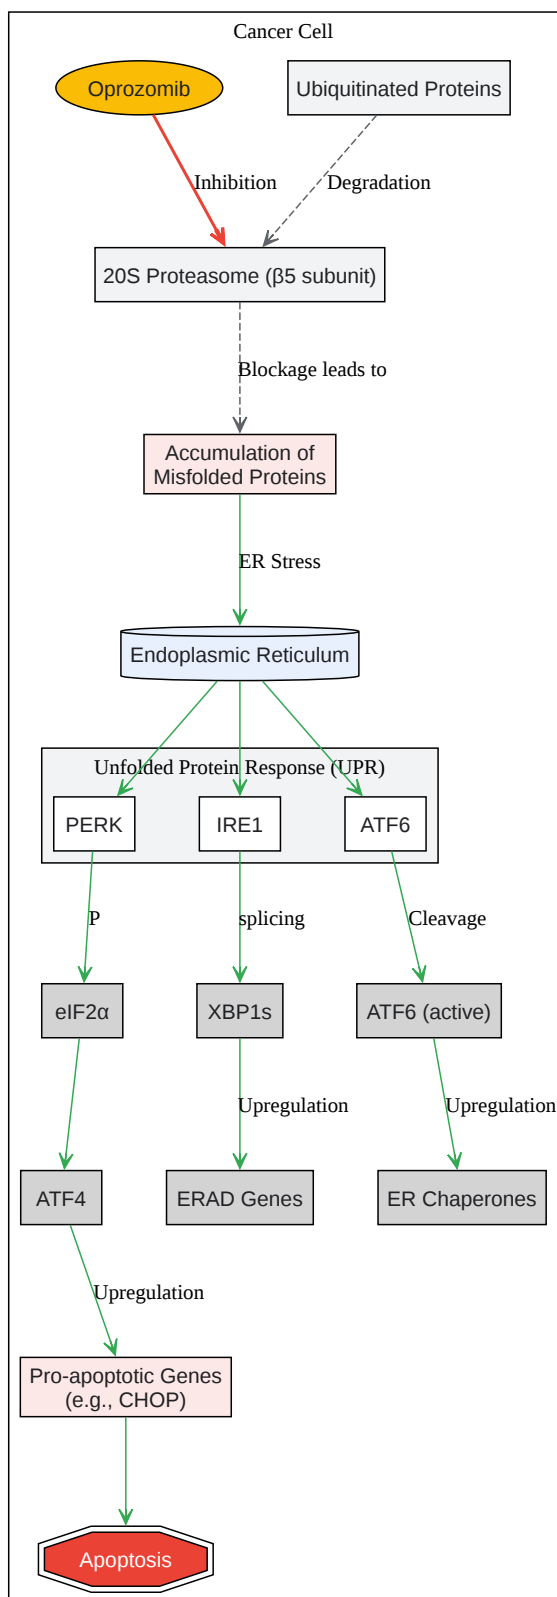 Cancer Cell
Oprozomib
Ubiquitinated Proteins
Inhibition
Degradation
20S Proteasome (β5 subunit)
Blockage leads to
Accumulation of
Misfolded Proteins
ER Stress
Endoplasmic Reticulum
Unfolded Protein Response (UPR)
PERK
IRE1
ATF6
P
splicing
Cleavage
eIF2α
XBP1s
ATF6 (active)
Upregulation
Upregulation
ATF4
ERAD Genes
ER Chaperones
Upregulation
Pro-apoptotic Genes
(e.g., CHOP)
Apoptosis